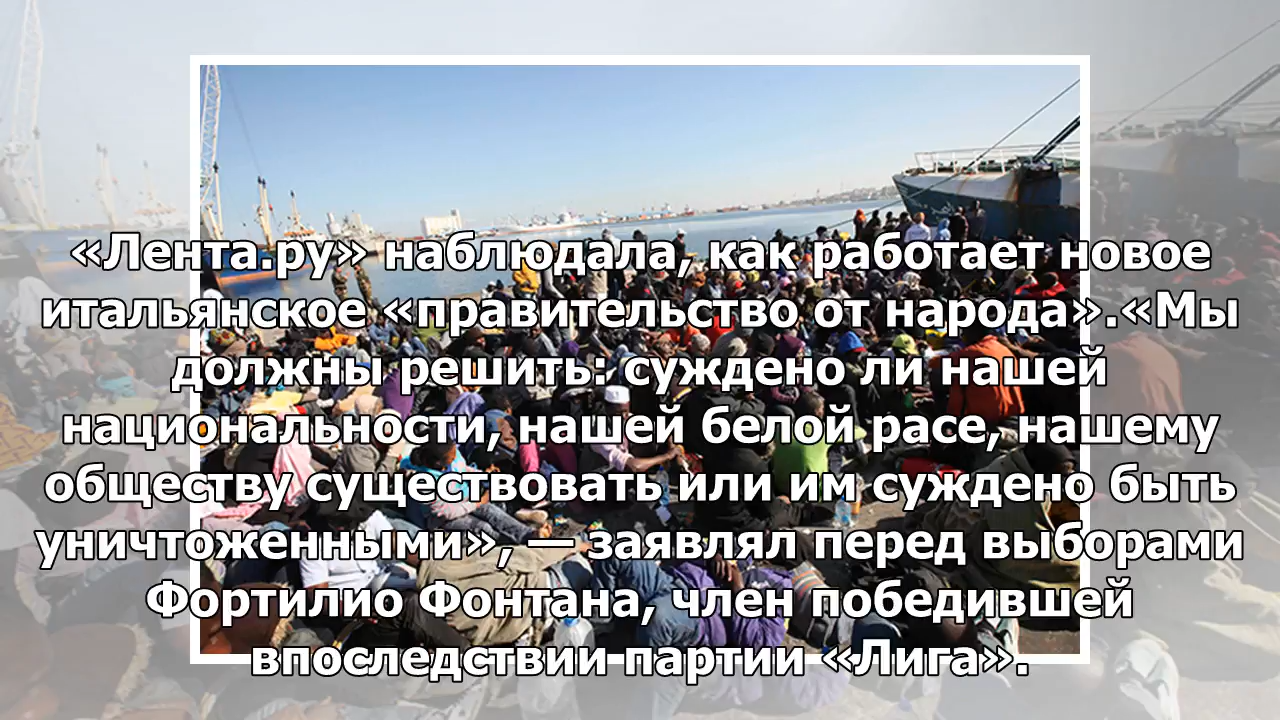 «Лента.ру» наблюдала, как работает новое
итальянское «правительство от народа».«Мы
должны решить: суждено ли нашей
национальности, нашей белой расе, нашему
обществу существовать или им суждено быть
уничтоженными», — заявлял перед выборами
Фортилио Фонтана, член победившей
впоследствии партии «Лига».